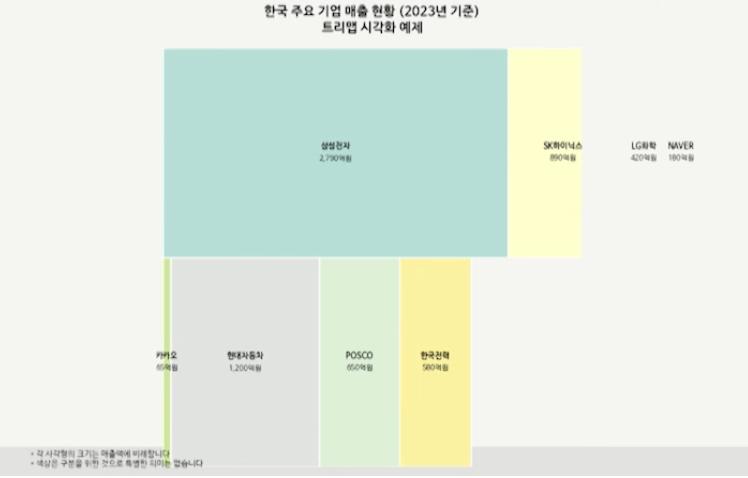 한국 주요 기업 매출 현황 (2023년 기준)
트리맵 시각화 예제
삼성전자
2,790억원
SK하이닉스
890억원
LG화학
420억원
NAVER
180억원
카카오
65억원
현대자동차
1,200억원
POSCO
650억원
한국전력
580억원
• 각 사각형의 크기는 매출액에 비례합니다
• 색상은 구분을 위한 것으로 특별한 의미는 없습니다